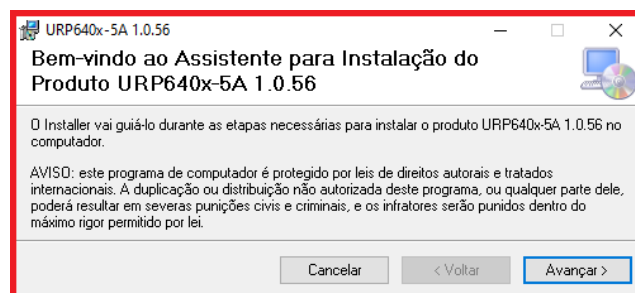 URP640x-5A 1.0.56
Bem-vindo ao Assistente para Instalação do
Produto URP640x-5A 1.0.56
O Installer vai guiá-lo durante as etapas necessárias para instalar o produto URP640x-5A 1.0.56 no
computador.
AVISO: este programa de computador é protegido por leis de direitos autorais e tratados
internacionais. A duplicação ou distribuição não autorizada deste programa, ou qualquer parte dele,
poderá resultar em severas punições civis e criminais, e os infratores serão punidos dentro do
máximo rigor permitido por lei.
Cancelar < Voltar Avançar >